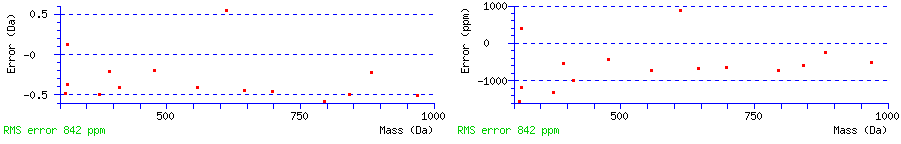 0.5
-0
-0.5
Error (Da)
500
750
1000
RMS error 842 ppm
Mass (Da)
1000
0
-1000
Error (ppm)
500
750
1000
RMS error 842 ppm
Mass (Da)